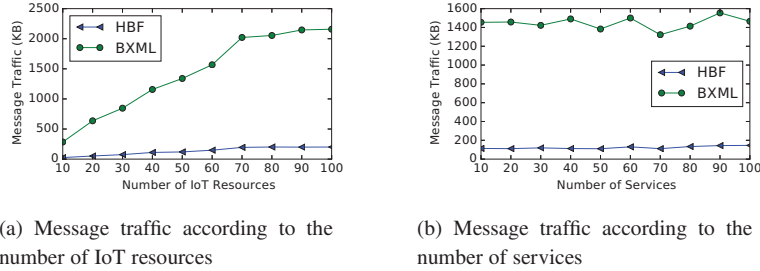 2500
2000
1500
1000
500
0
Message Traffic (KB)
HBF
BXML
10 20 30 40 50 60 70 80 90 100
Number of IoT Resources
(a) Message traffic according to the
number of IoT resources
1600
1400
1200
1000
800
600
400
200
0
Message Traffic (KB)
HBF
BXML
10 20 30 40 50 60 70 80 90 100
Number of Services
(b) Message traffic according to the
number of services